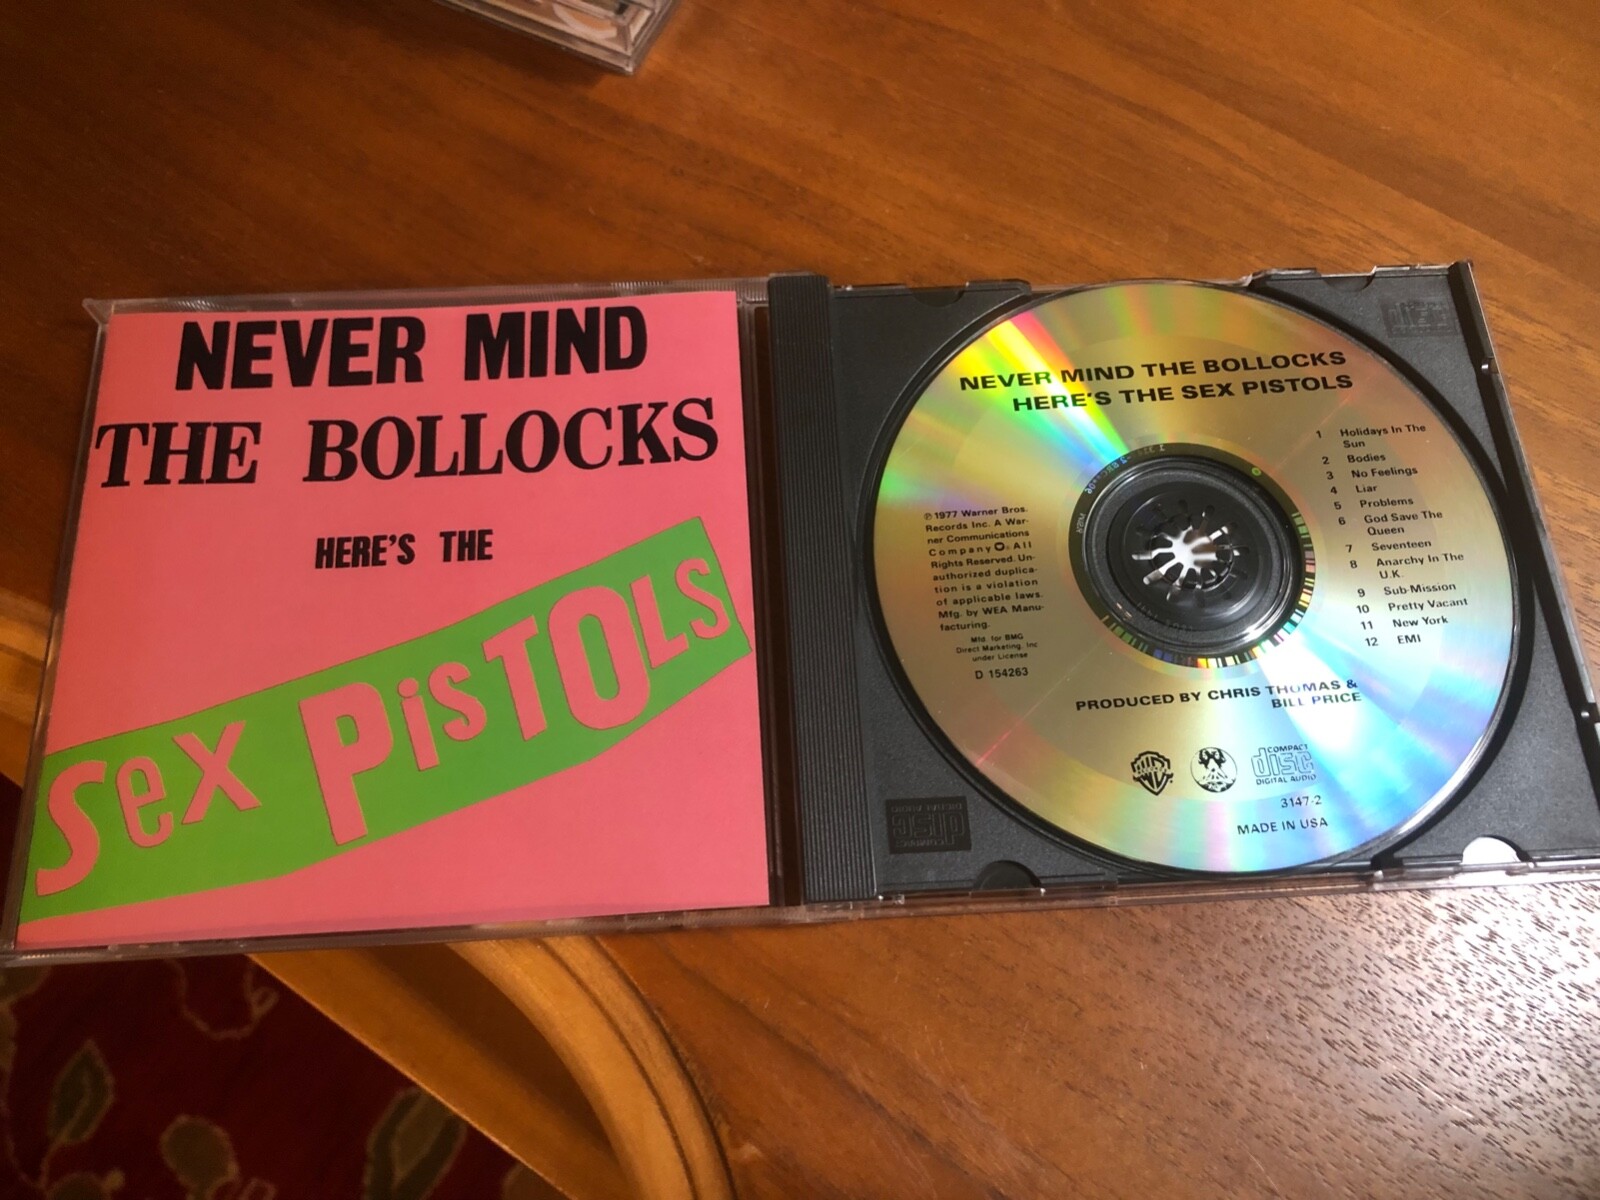 NEVER MIND
THE BOLLOCKS
HERE'S THE
Sex PisTOLS
NEVER MIND THE BOLLOCKS
HERE'S THE SEX PISTOLS
1 Holidays In The
Sun
2 Bodies
3 No Feelings
4 Liar
5 Problems
6 God Save The
Queen
7 Seventeen
8 Anarchy In The
U.K.
9 Sub-Mission
10 Pretty Vacant
11 New York
12 EMI
℗ 1977 Warner Bros.
Records Inc. A War-
ner Communications
Company. All
Rights Reserved. Un-
authorized duplica-
tion is a violation
of applicable laws.
Mfg. by WEA Manu-
facturing.
Mfd. for BMG
Direct Marketing, Inc
under License
D 154263
PRODUCED BY CHRIS THOMAS &
BILL PRICE
COMPACT
disc
DIGITAL AUDIO
3147-2
MADE IN USA
COMPACT
disc
DIGITAL AUDIO